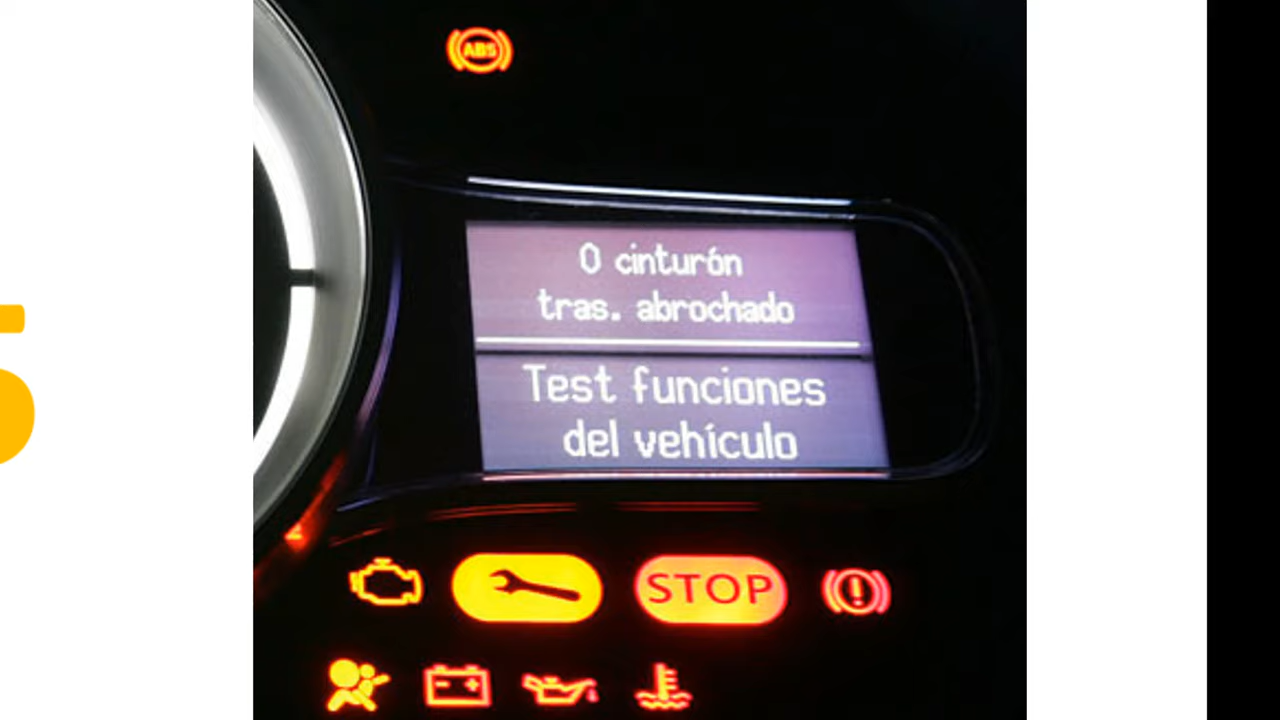 ABS
0 cinturón
tras. abrochado
Test funciones
del vehículo
STOP